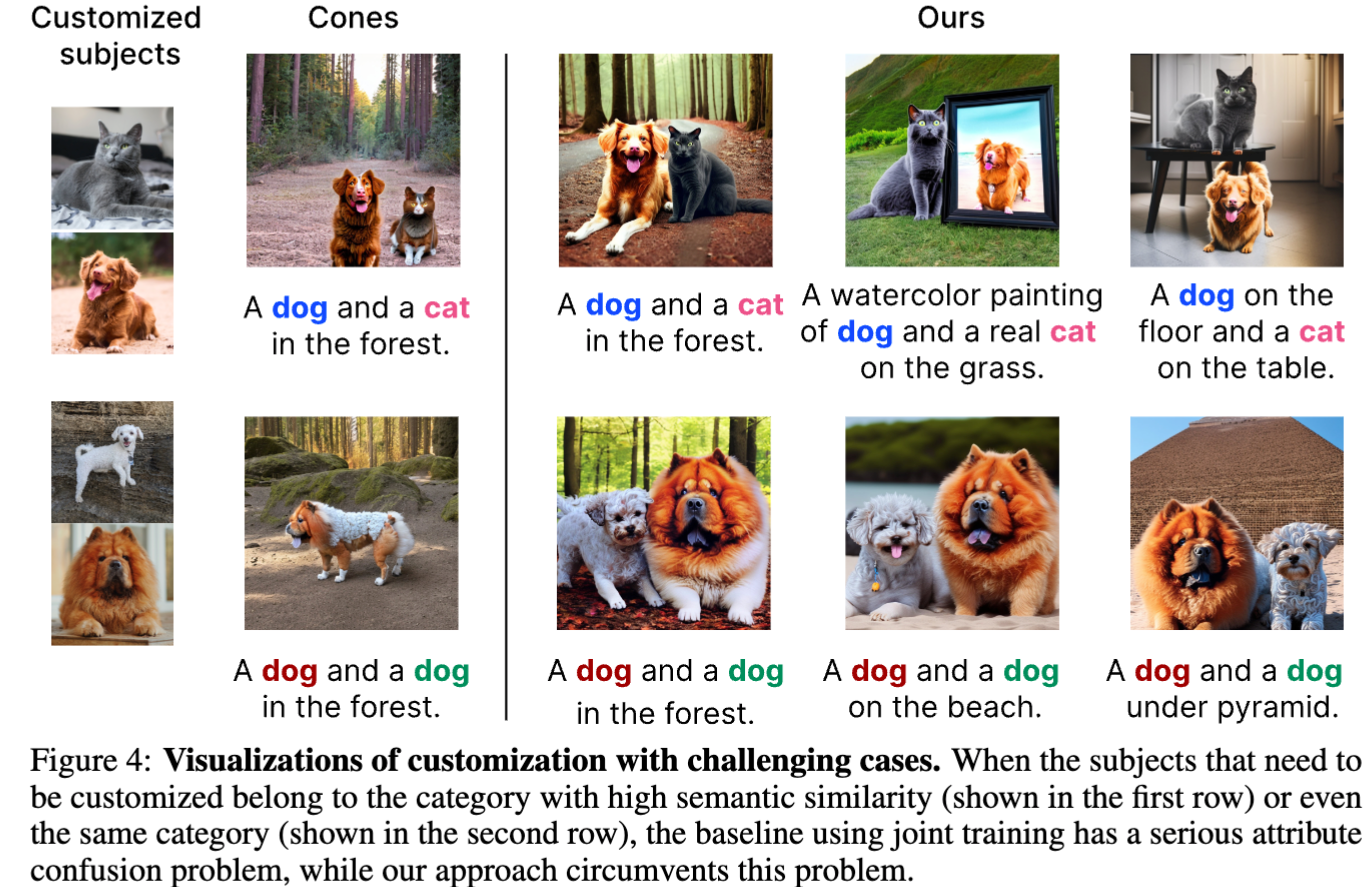 Customized
subjects
Cones
Ours
A dog and a cat
in the forest.
A dog and a cat
in the forest.
A watercolor painting
of dog and a real cat
on the grass.
A dog on the
floor and a cat
on the table.
A dog and a dog
in the forest.
A dog and a dog
in the forest.
A dog and a dog
on the beach.
A dog and a dog
under pyramid.
Figure 4: Visualizations of customization with challenging cases. When the subjects that need to
be customized belong to the category with high semantic similarity (shown in the first row) or even
the same category (shown in the second row), the baseline using joint training has a serious attribute
confusion problem, while our approach circumvents this problem.